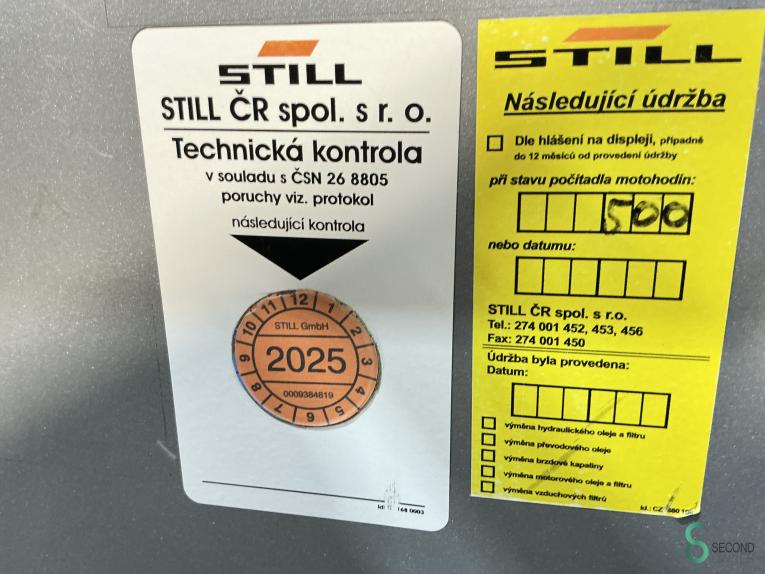 STILL
STILL ČR spol. s r. o.
Technická kontrola
v souladu s ČSN 26 8805
poruchy viz. protokol
následující kontrola
12
1
2
3
4
5
6
7
8
9
10
11
STILL GmbH
2025
0009384819
168 0003
STILL
Následující údržba
Dle hlášení na displeji, případně
do 12 měsíců od provedení údržby
při stavu počítadla motohodin:
500
nebo datumu:
STILL ČR spol. s r.o.
Tel.: 274 001 452, 453, 456
Fax: 274 001 450
Údržba byla provedena:
Datum:
výměna hydraulického oleje a filtru
výměna převodového oleje
výměna brzdové kapaliny
výměna motorového oleje a filtru
výměna vzduchových filtrů
id.: CZ
SECOND